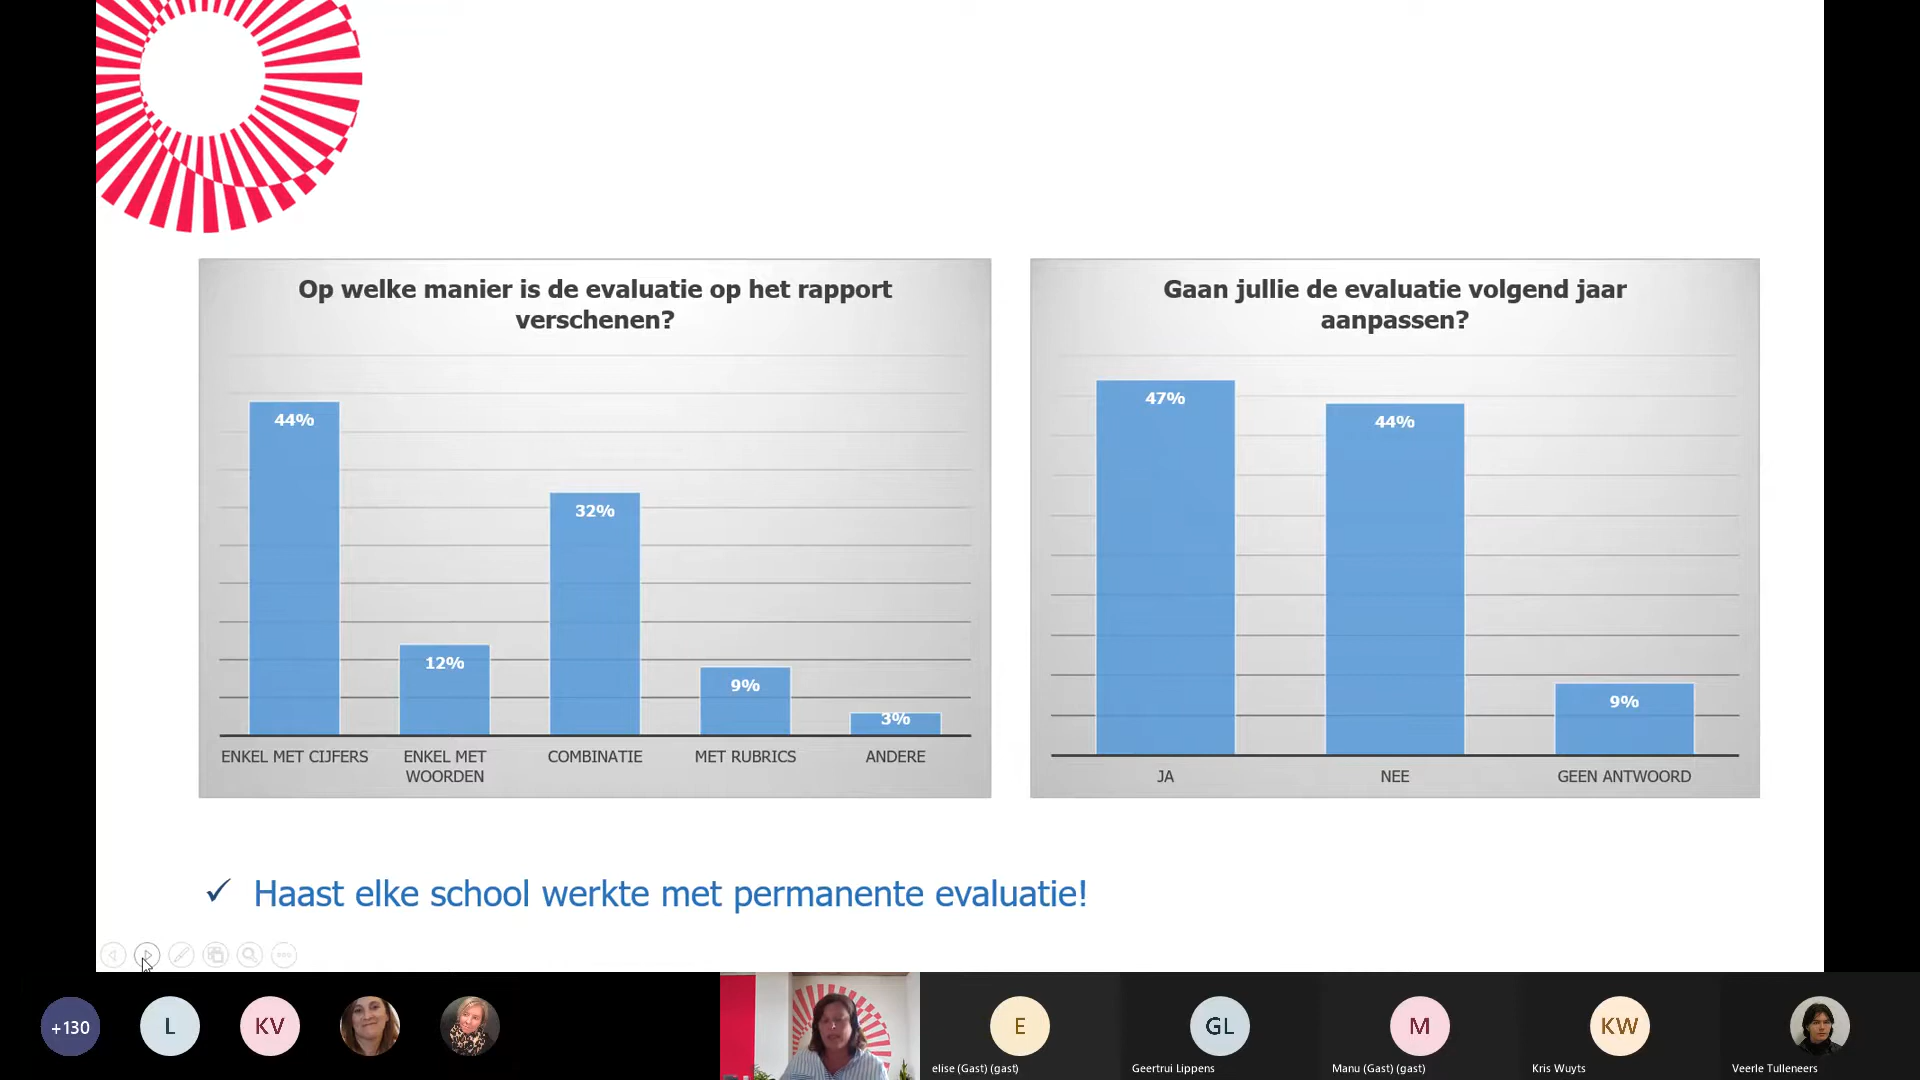 Op welke manier is de evaluatie op het rapport
verschenen?
44%
12%
32%
9%
3%
ENKEL MET CIJFERS
ENKEL MET
WOORDEN
COMBINATIE
MET RUBRICS
ANDERE
Gaan jullie de evaluatie volgend jaar
aanpassen?
47%
44%
9%
JA
NEE
GEEN ANTWOORD
✓ Haast elke school werkte met permanente evaluatie!
+130
L
KV
E
GL
M
KW
elise (Gast) (gast)
Geertrui Lippens
Manu (Gast) (gast)
Kris Wuyts
Veerle Tulleneers